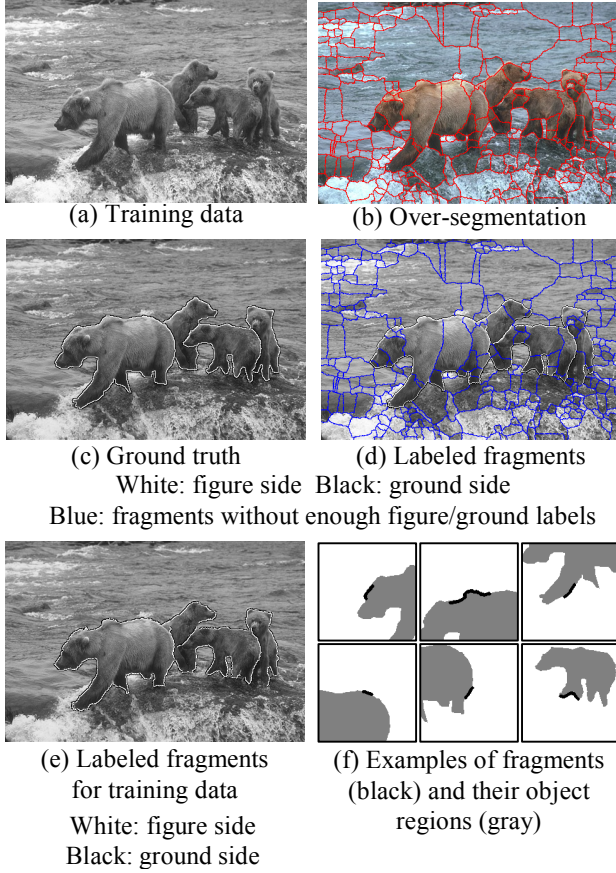 (a) Training data
(b) Over-segmentation
(c) Ground truth
(d) Labeled fragments
White: figure side Black: ground side
Blue: fragments without enough figure/ground labels
(e) Labeled fragments
for training data
White: figure side
Black: ground side
(f) Examples of fragments
(black) and their object
regions (gray)